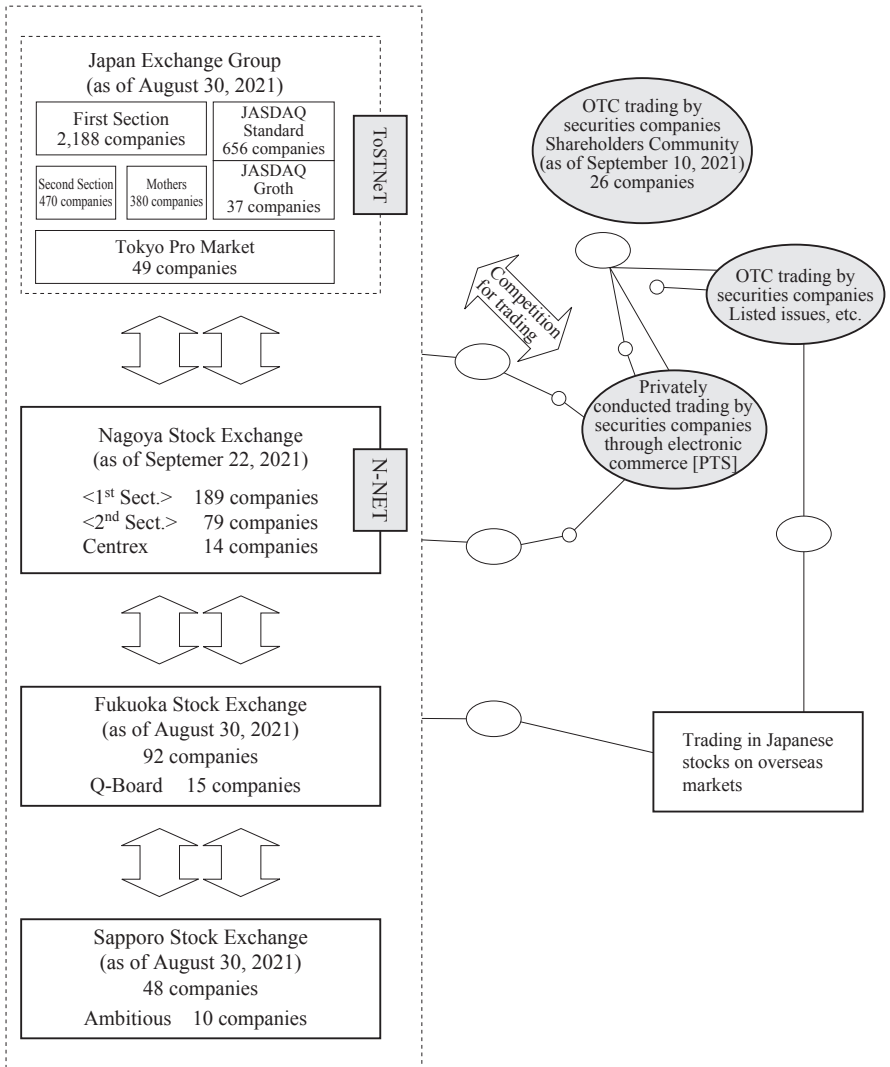 Japan Exchange Group
(as of August 30, 2021)
First Section
2,188 companies
JASDAQ
Standard
656 companies
Second Section
470 companies
Mothers
380 companies
JASDAQ
Groth
37 companies
Tokyo Pro Market
49 companies
ToSTNeT
OTC trading by
securities companies
Shareholders Community
(as of September 10, 2021)
26 companies
OTC trading by
securities companies
Listed issues, etc.
Competition
for trading
Privately
conducted trading by
securities companies
through electronic
commerce [PTS]
Nagoya Stock Exchange
(as of Septemer 22, 2021)
<1st Sect.> 189 companies
<2nd Sect.> 79 companies
Centrex 14 companies
N-NET
Fukuoka Stock Exchange
(as of August 30, 2021)
92 companies
Q-Board 15 companies
Trading in Japanese
stocks on overseas
markets
Sapporo Stock Exchange
(as of August 30, 2021)
48 companies
Ambitious 10 companies